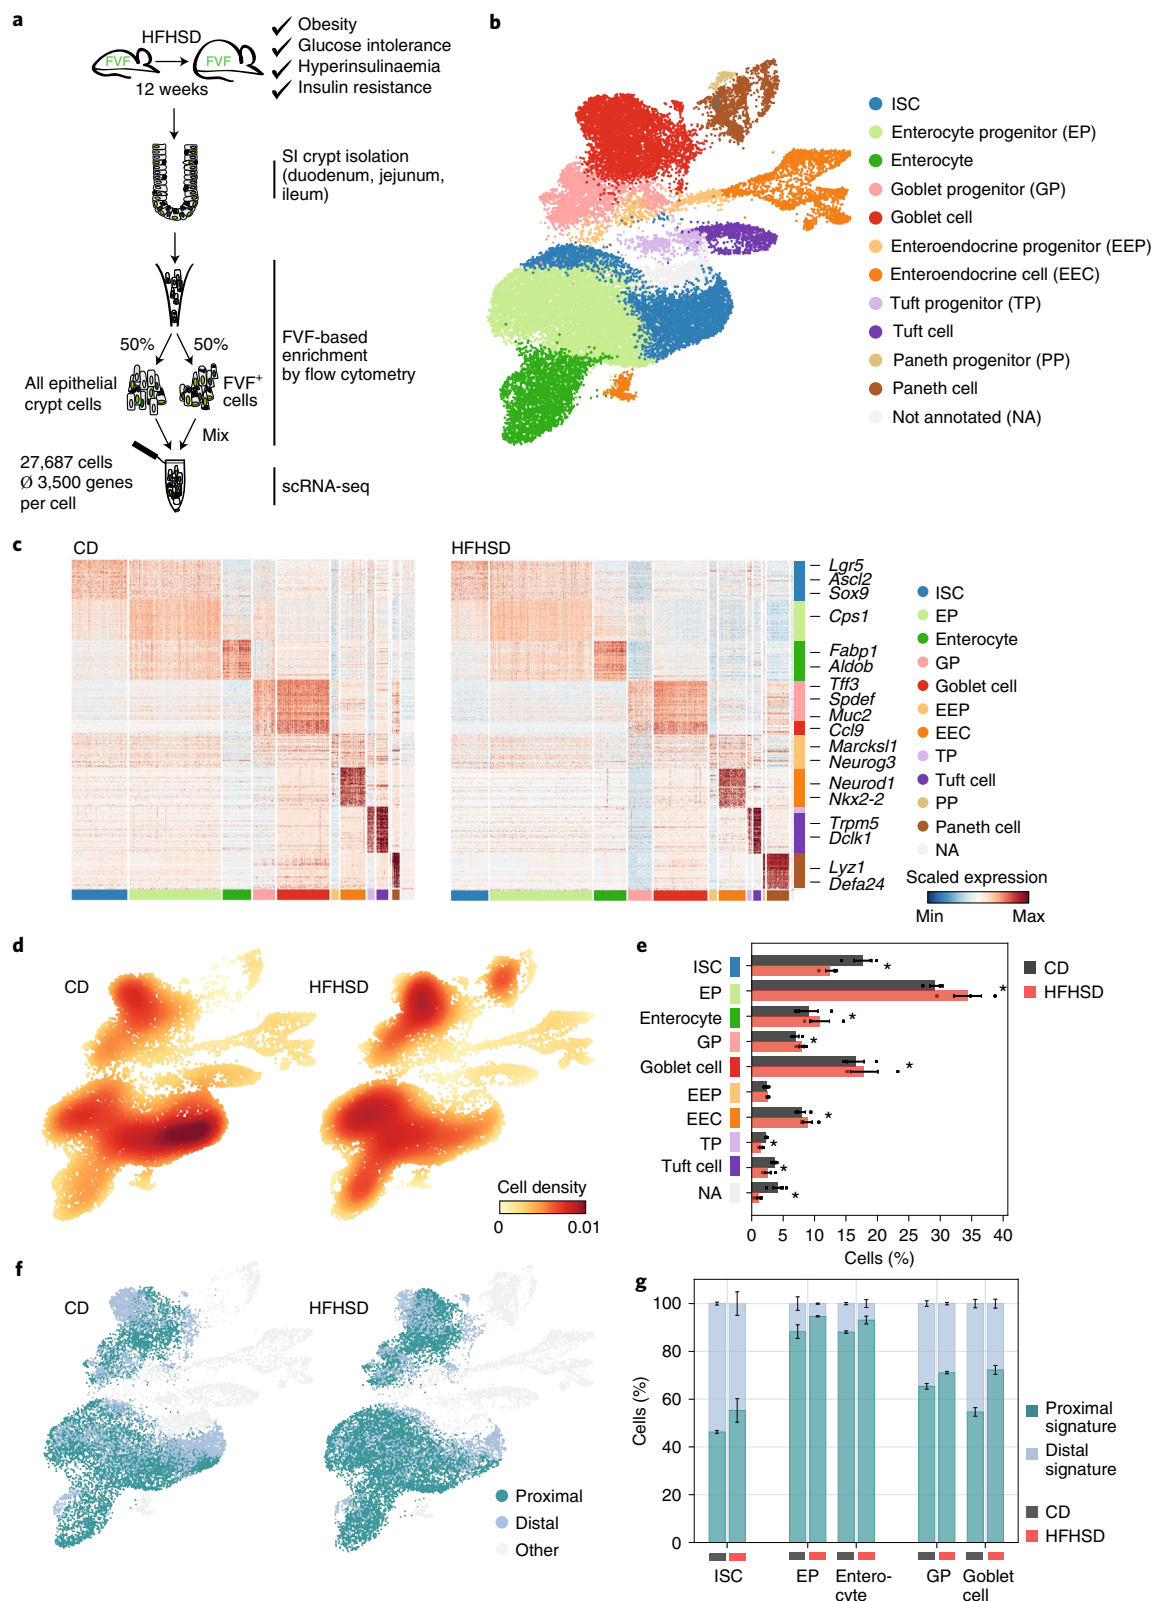 a
HFHSD
FVF
FVF
12 weeks
Obesity
Glucose intolerance
Hyperinsulinaemia
Insulin resistance
SI crypt isolation
(duodenum, jejunum,
ileum)
50%
50%
All epithelial
crypt cells
FVF+
cells
Mix
FVF-based
enrichment
by flow cytometry
27,687 cells
Ø 3,500 genes
per cell
scRNA-seq
b
ISC
Enterocyte progenitor (EP)
Enterocyte
Goblet progenitor (GP)
Goblet cell
Enteroendocrine progenitor (EEP)
Enteroendocrine cell (EEC)
Tuft progenitor (TP)
Tuft cell
Paneth progenitor (PP)
Paneth cell
Not annotated (NA)
c
CD
HFHSD
Lgr5
Ascl2
Sox9
Cps1
Fabp1
Aldob
Tff3
Spdef
Muc2
Ccl9
Marcksl1
Neurog3
Neurod1
Nkx2-2
Trpm5
Dclk1
Lyz1
Defa24
ISC
EP
Enterocyte
GP
Goblet cell
EEP
EEC
TP
Tuft cell
PP
Paneth cell
NA
Scaled expression
Min
Max
d
CD
HFHSD
Cell density
0
0.01
e
ISC
EP
Enterocyte
GP
Goblet cell
EEP
EEC
TP
Tuft cell
NA
*
*
*
*
*
*
*
*
*
0 5 10 15 20 25 30 35 40
Cells (%)
CD
HFHSD
f
CD
HFHSD
Proximal
Distal
Other
g
100
80
60
40
20
0
Cells (%)
ISC
EP
Entero-
cyte
GP
Goblet
cell
Proximal
signature
Distal
signature
CD
HFHSD